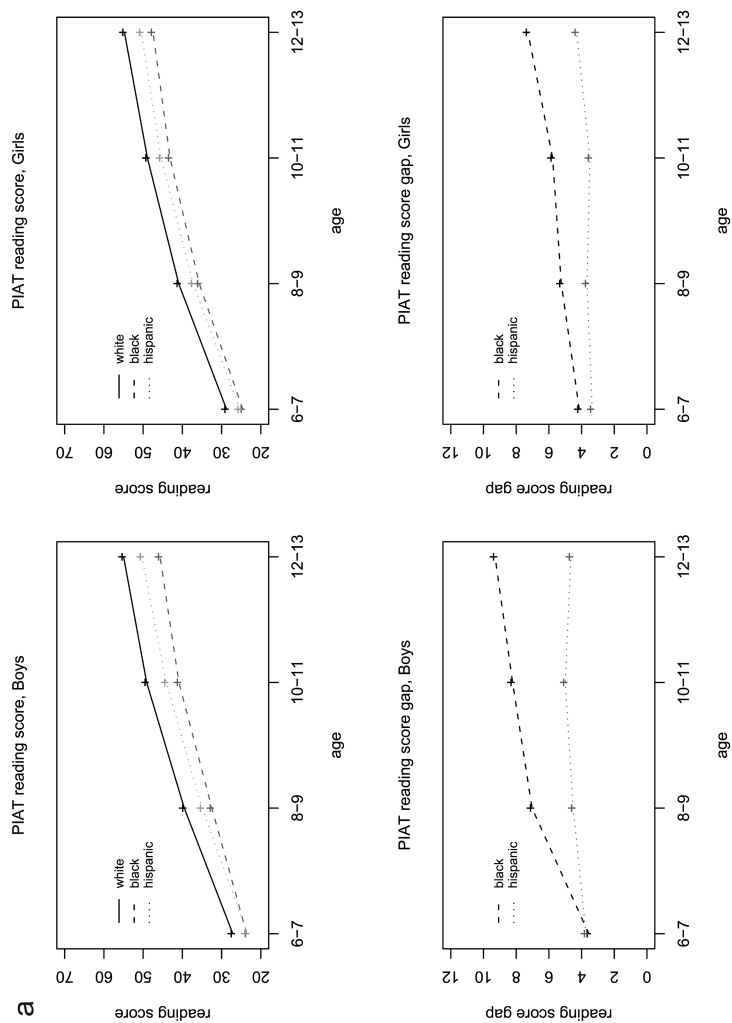 a
PIAT reading score, Boys
reading score
70
60
50
40
30
20
white
black
hispanic
6−7
8−9
10−11
12−13
age
PIAT reading score, Girls
reading score
70
60
50
40
30
20
white
black
hispanic
6−7
8−9
10−11
12−13
age
PIAT reading score gap, Boys
reading score gap
12
10
8
6
4
2
0
black
hispanic
6−7
8−9
10−11
12−13
age
PIAT reading score gap, Girls
reading score gap
12
10
8
6
4
2
0
black
hispanic
6−7
8−9
10−11
12−13
age